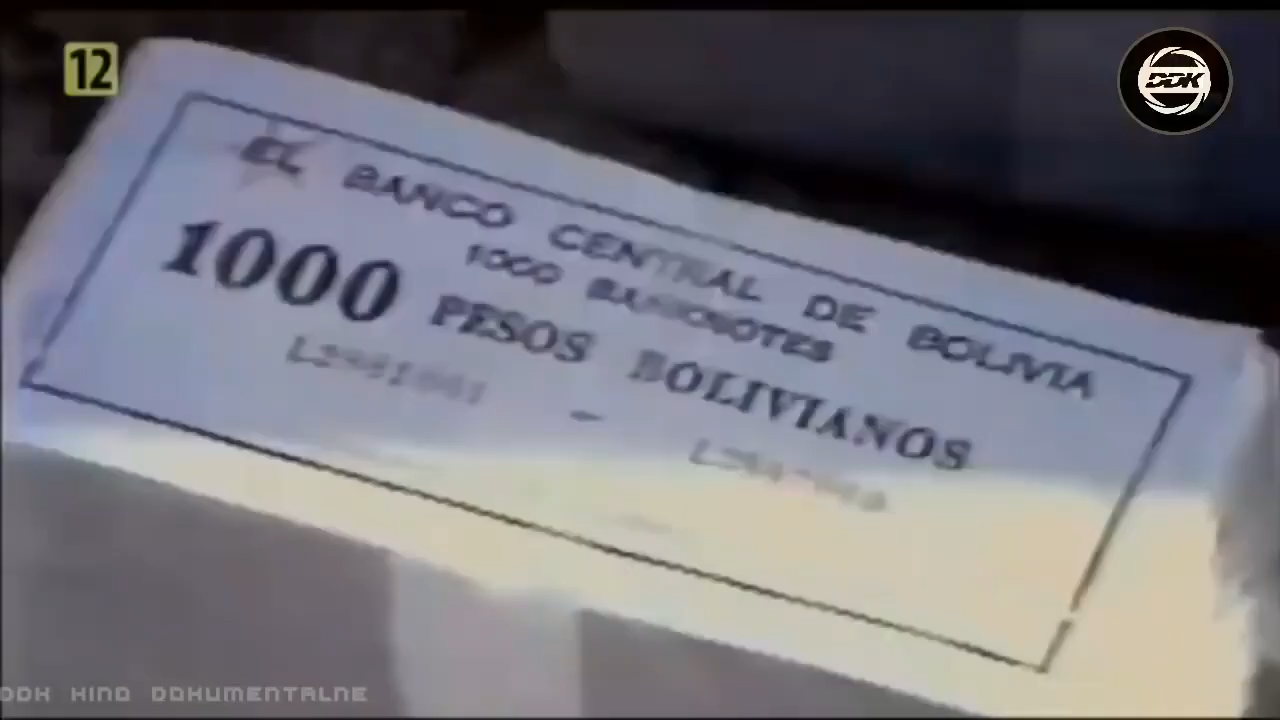 12
DDK
EL BANCO CENTRAL DE BOLIVIA
1000 BANKNOTES
1000 PESOS BOLIVIANOS
-
DDK KINO DOKUMENTALNE